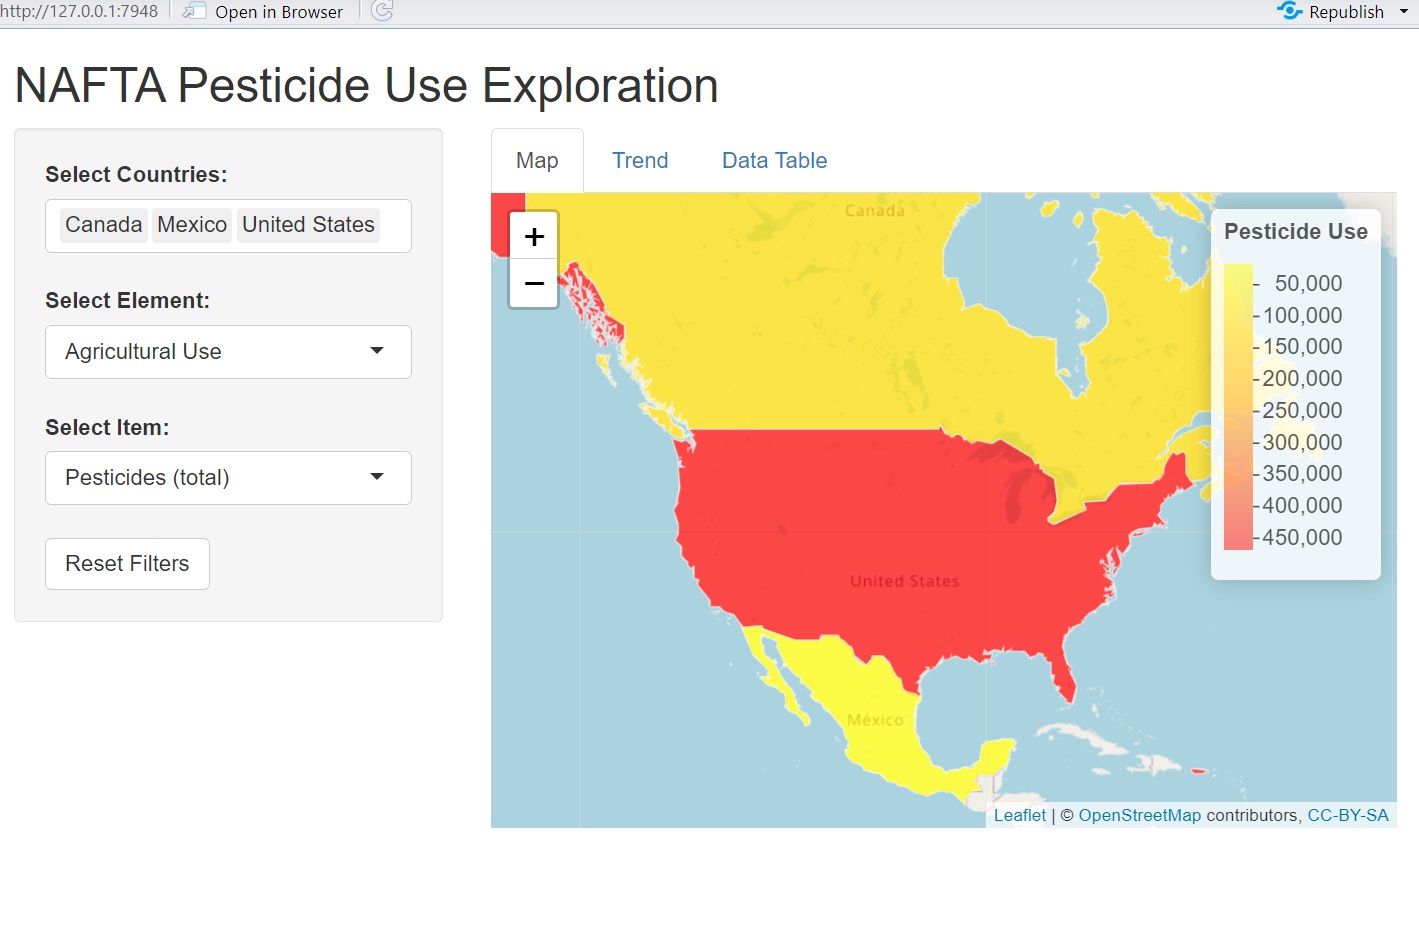 http://127.0.0.1:7948 Open in Browser Republish
NAFTA Pesticide Use Exploration
Select Countries:
Canada Mexico United States
Select Element:
Agricultural Use
Select Item:
Pesticides (total)
Reset Filters
Map Trend Data Table
+
−
Canada
United States
México
Pesticide Use
50,000
100,000
150,000
200,000
250,000
300,000
350,000
400,000
450,000
Leaflet | © OpenStreetMap contributors, CC-BY-SA